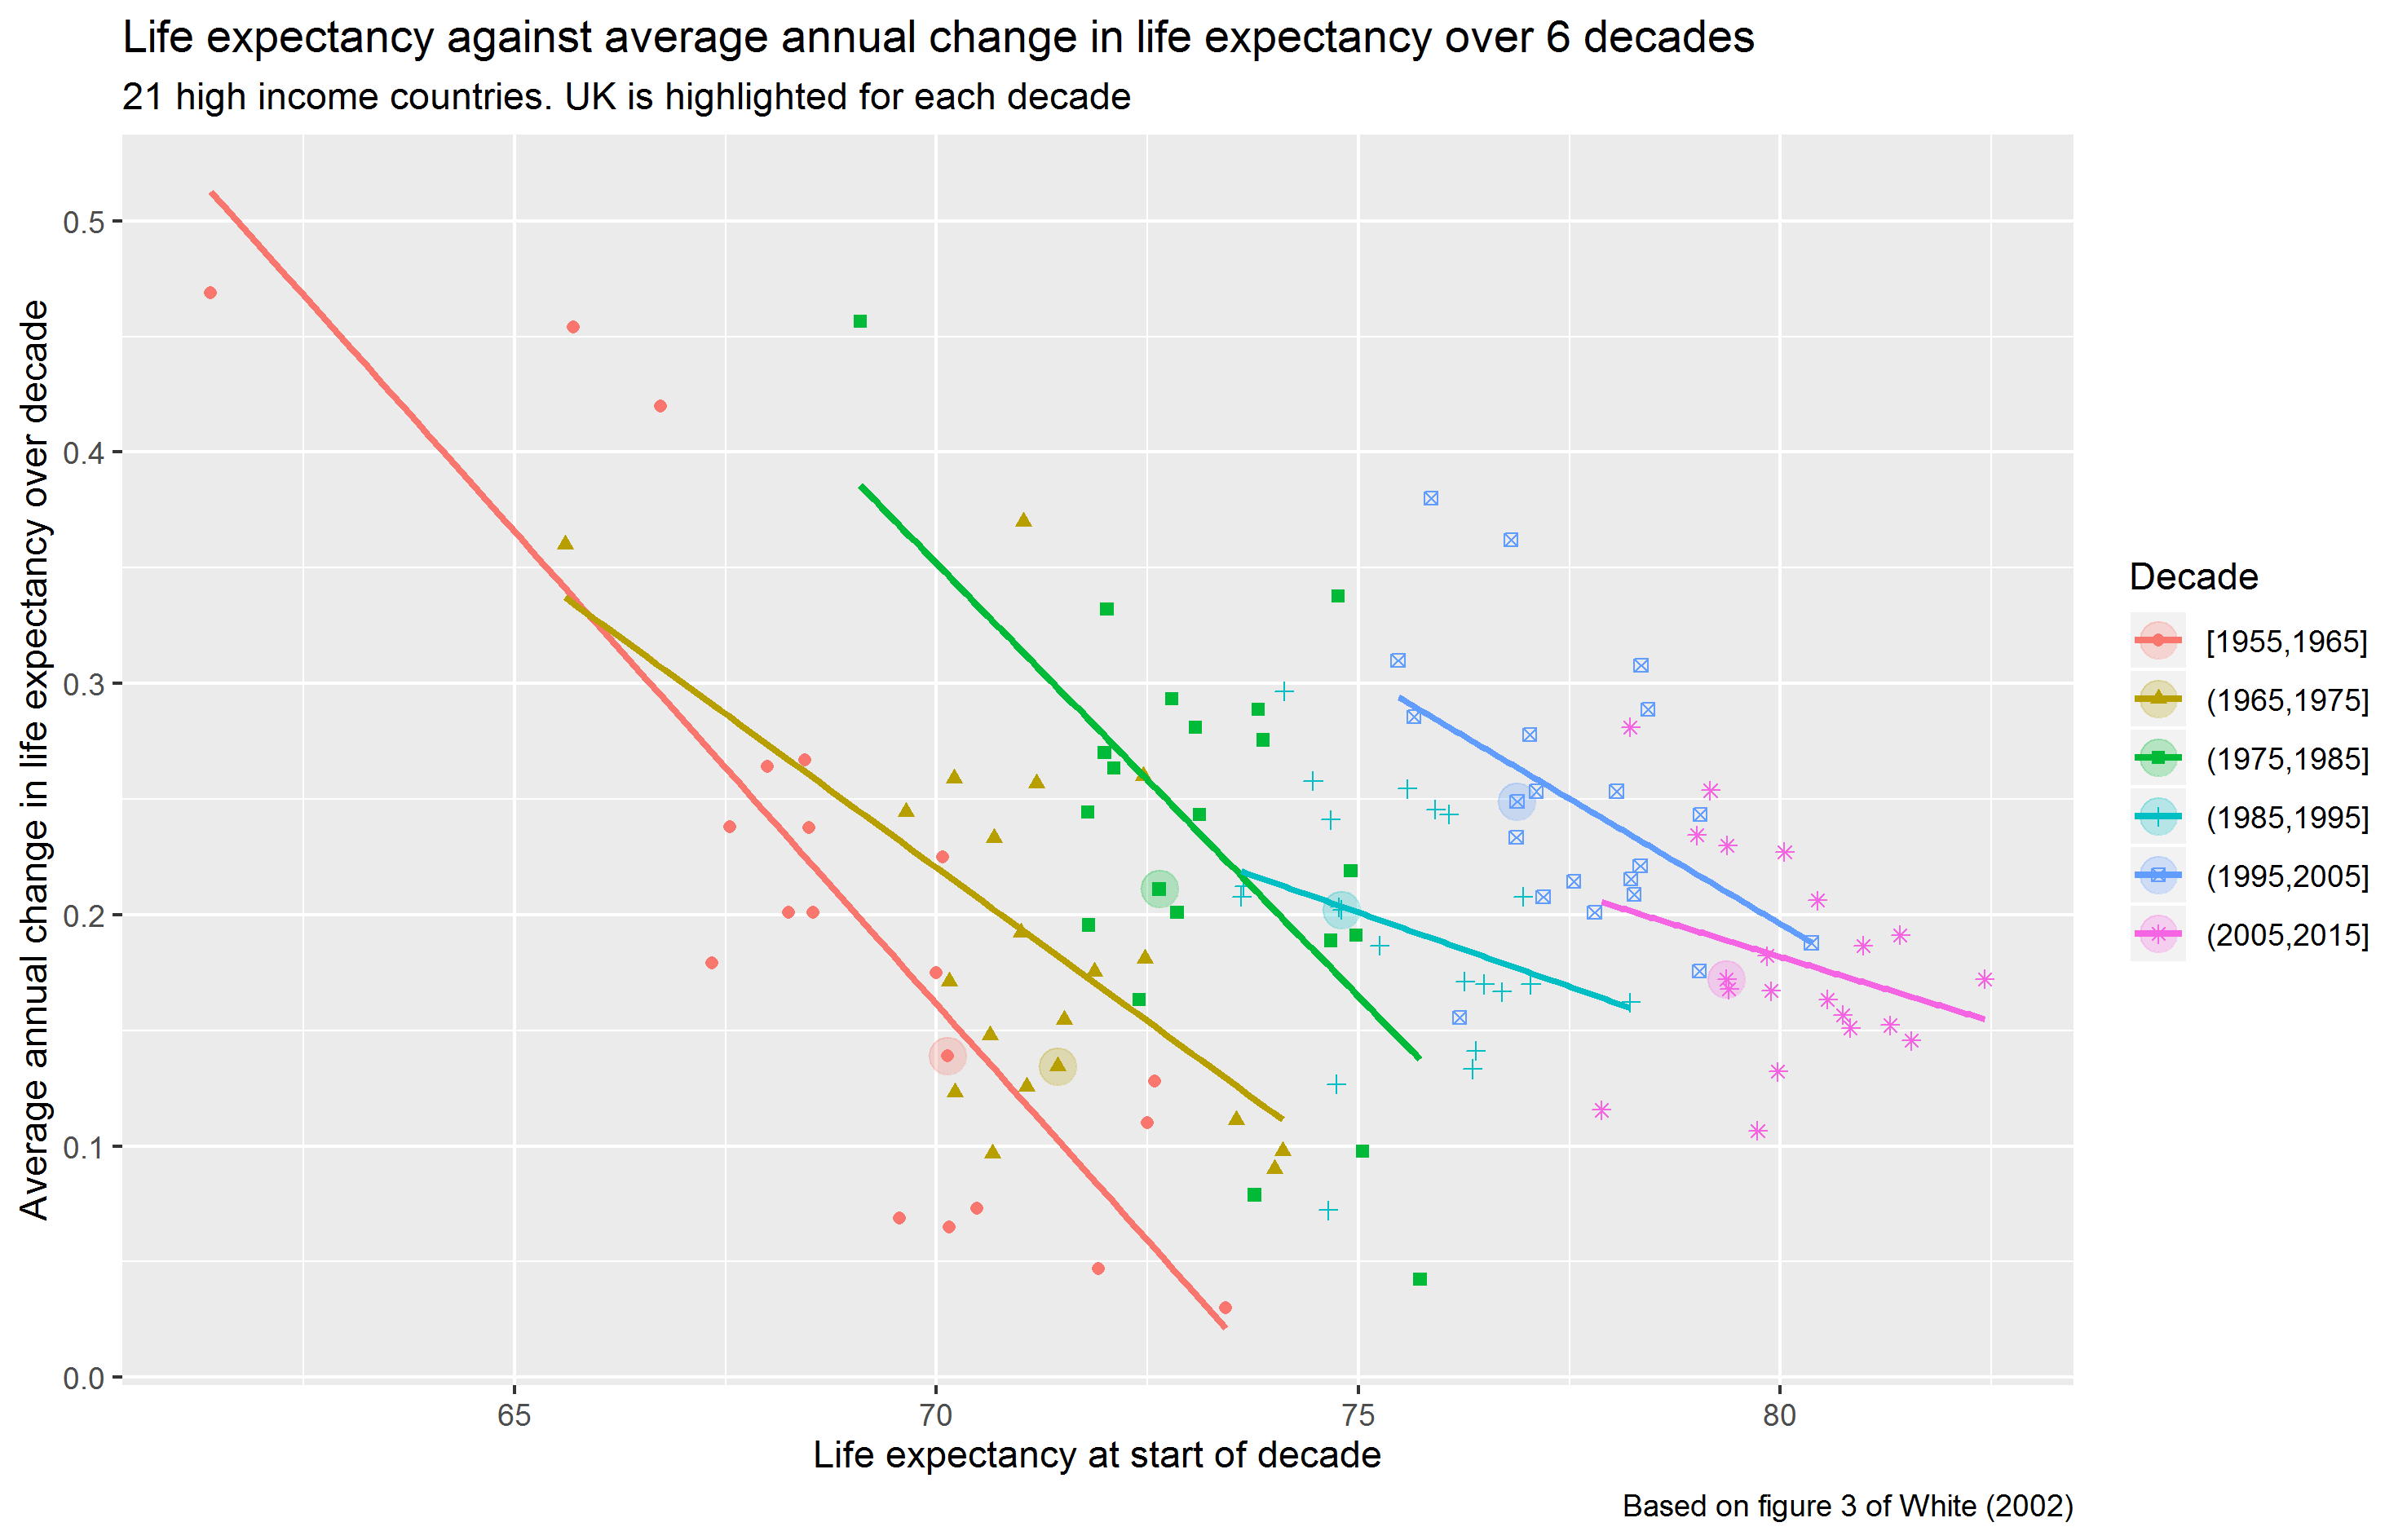 Life expectancy against average annual change in life expectancy over 6 decades
21 high income countries. UK is highlighted for each decade
Average annual change in life expectancy over decade
0.5
0.4
0.3
0.2
0.1
0.0
65
70
75
80
Life expectancy at start of decade
Decade
[1955,1965]
(1965,1975]
(1975,1985]
(1985,1995]
(1995,2005]
(2005,2015]
Based on figure 3 of White (2002)